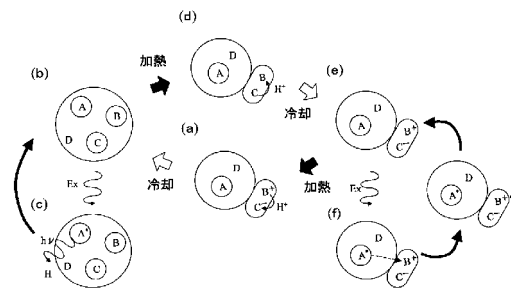 (d)
加熱
D
A
B
C⁻
H⁺
(b)
A
B
D
C
冷却
(e)
D
A
B⁺
C⁻
(a)
D
A
B⁺
C⁻
H⁺
Ex
冷却
加熱
Ex
D
A*
B⁺
C⁻
(c)
hν
A*
B
H
D
C
(f)
D
A*
B⁺
C⁻